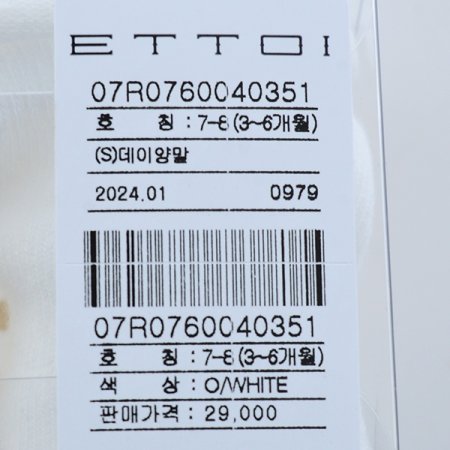 ETTOI
07R0760040351
호 칭 : 7-8 (3~6개월)
(S)데이양말
2024.01 0979
07R0760040351
호 칭 : 7-8 (3~6개월)
색 상 : O/WHITE
판매가격 : 29,000